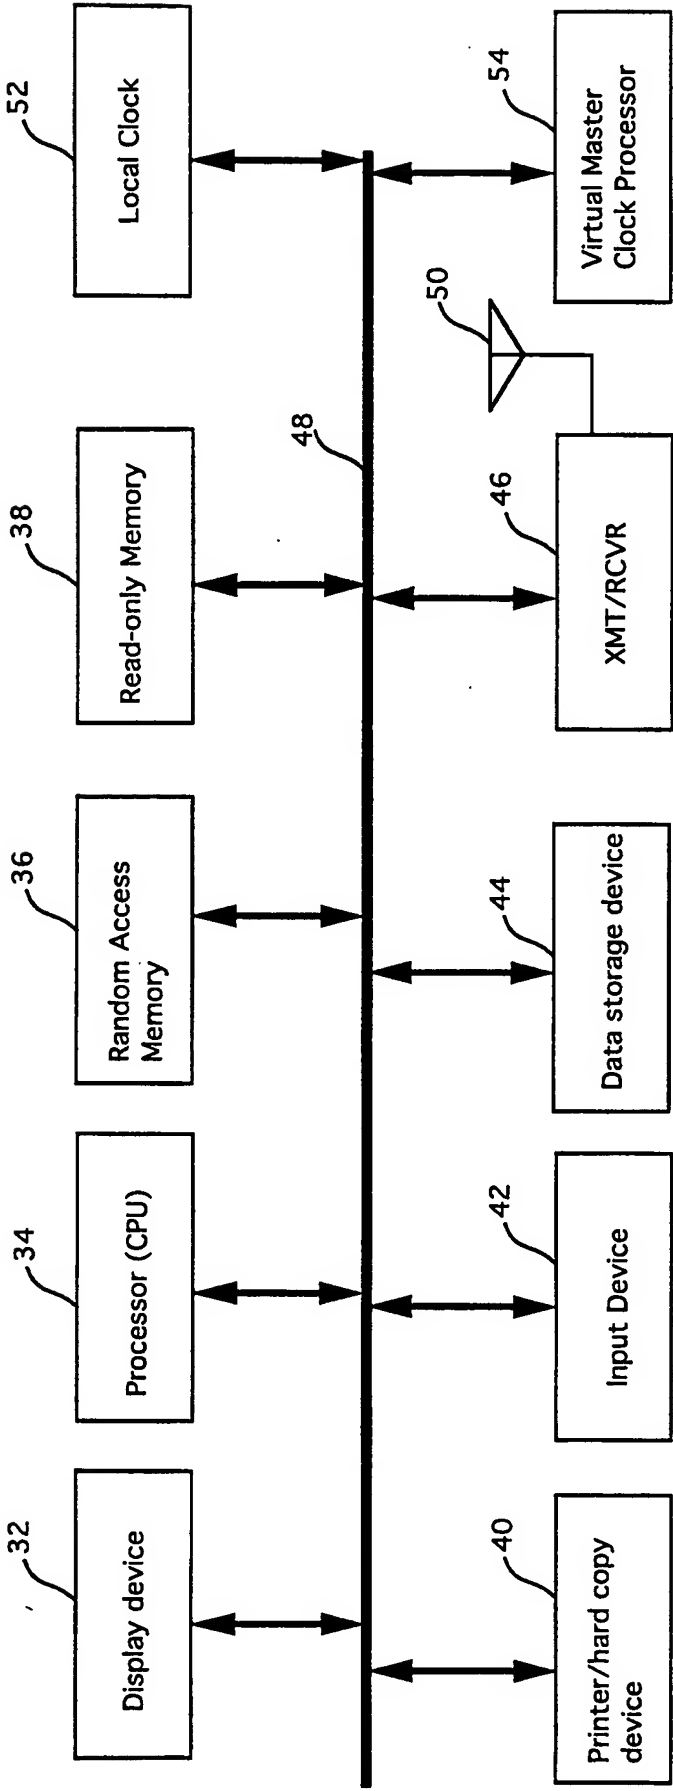 32
Display device
34
Processor (CPU)
36
Random Access
Memory
38
Read-only Memory
52
Local Clock
48
40
Printer/hard copy
device
42
Input Device
44
Data storage device
46
XMT/RCVR
50
54
Virtual Master
Clock Processor